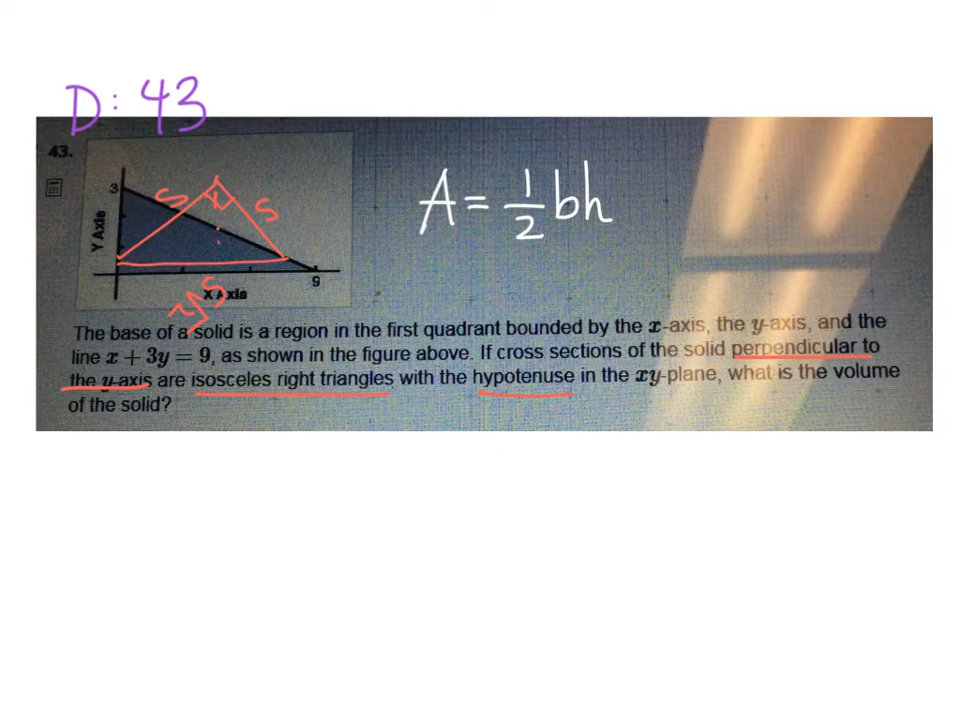 D: 43
43.
3
S
S
Y Axis
A = 1/2 bh
9
X Axis
√2 S
The base of a solid is a region in the first quadrant bounded by the x-axis, the y-axis, and the
line x + 3y = 9, as shown in the figure above. If cross sections of the solid perpendicular to
the y-axis are isosceles right triangles with the hypotenuse in the xy-plane, what is the volume
of the solid?